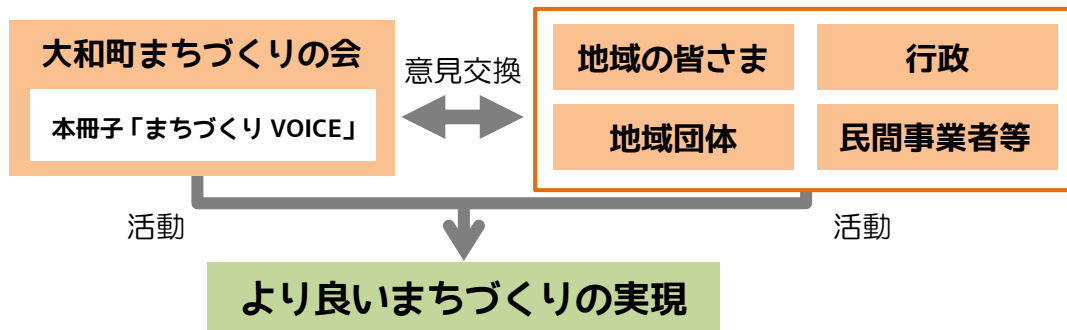 大和町まちづくりの会
本冊子「まちづくり VOICE」
意見交換
地域の皆さま
行政
地域団体
民間事業者等
活動
活動
より良いまちづくりの実現